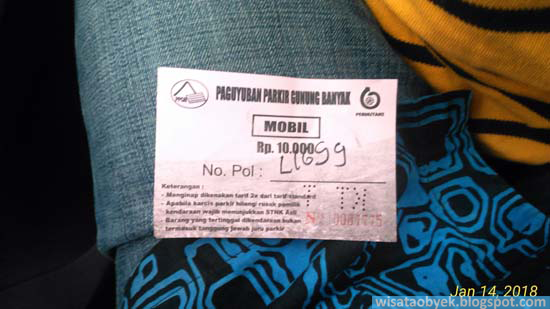 PAGUYUBAN PARKIR GUNUNG BANYAK
PERHUTANI
MOBIL
Rp. 10.000
No. Pol : L1699
Keterangan :
- Menginap dikenakan tarif 2x dari tarif standard
- Apabila karcis parkir hilang/rusak pemilik
kendaraan wajib menunjukkan STNK Asli
- Barang yang tertinggal dikendaraan bukan
termasuk tanggung jawab juru parkir
Jan 14, 2018
wisataobyek.blogspot.com